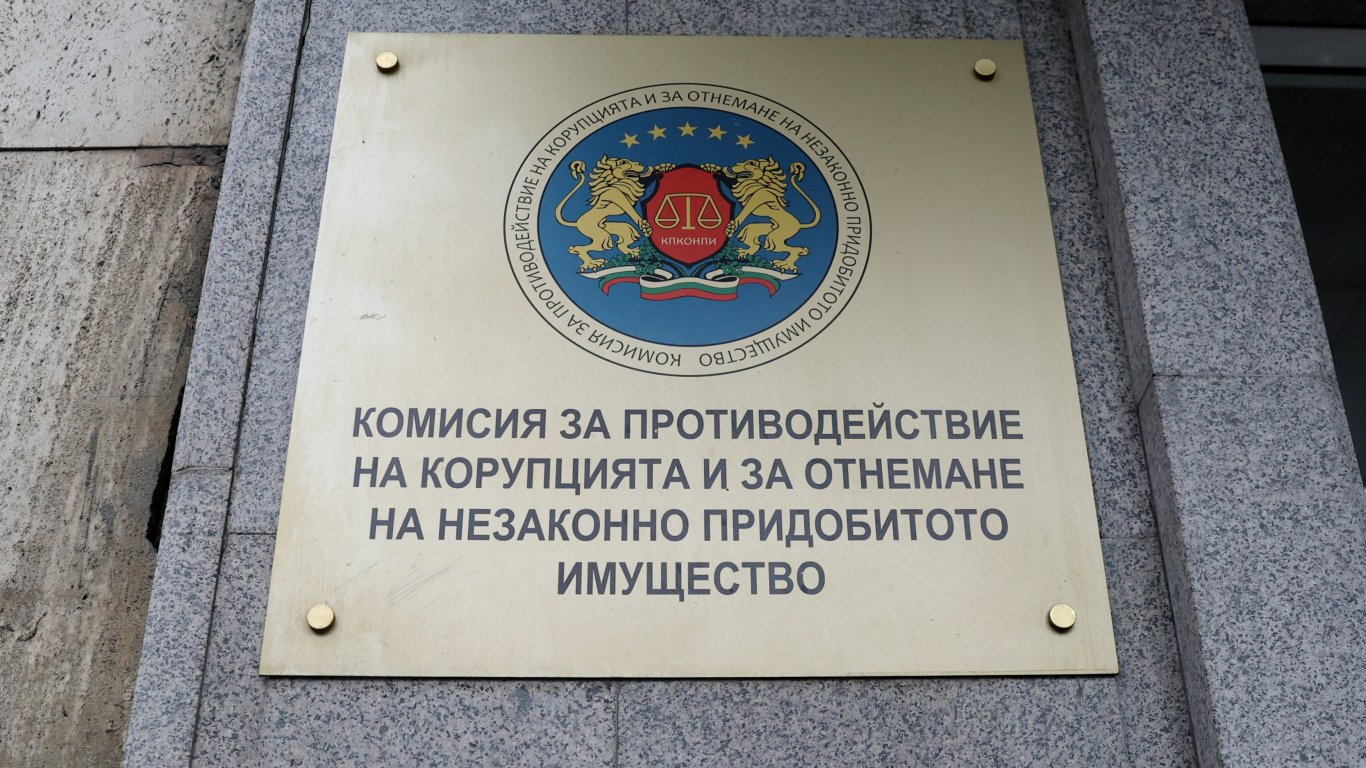 КОМИСИЯ ЗА ПРОТИВОДЕЙСТВИЕ НА КОРУПЦИЯТА И ЗА ОТНЕМАНЕ НА НЕЗАКОННО ПРИДОБИТОТО ИМУЩЕСТВО
КПКОНПИ
КОМИСИЯ ЗА ПРОТИВОДЕЙСТВИЕ
НА КОРУПЦИЯТА И ЗА ОТНЕМАНЕ
НА НЕЗАКОННО ПРИДОБИТОТО
ИМУЩЕСТВО